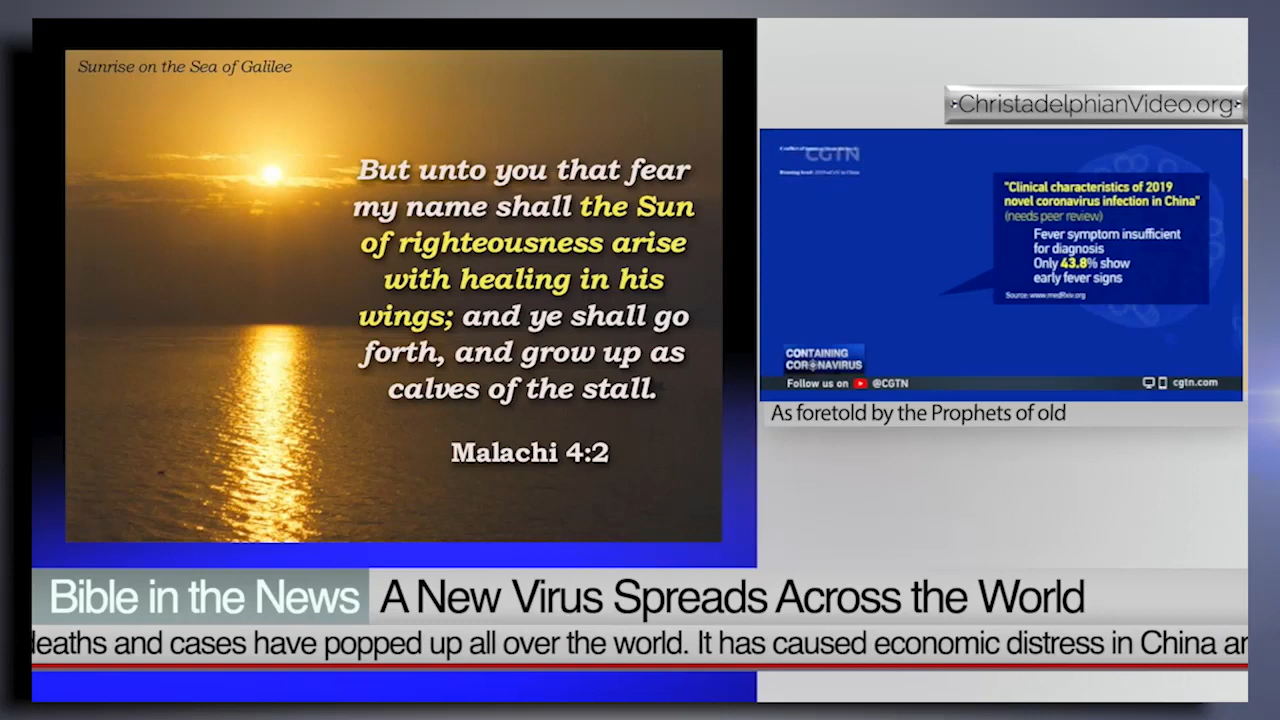 Sunrise on the Sea of Galilee
But unto you that fear
my name shall the Sun
of righteousness arise
with healing in his
wings; and ye shall go
forth, and grow up as
calves of the stall.
Malachi 4:2
ChristadelphianVideo.org
CGTN
"Clinical characteristics of 2019
novel coronavirus infection in China"
(needs peer review)
Fever symptom insufficient
for diagnosis
Only 43.8% show
early fever signs
Source: www.medRxiv.org
CONTAINING
CORONAVIRUS
Follow us on @CGTN
cgtn.com
As foretold by the Prophets of old
Bible in the News
A New Virus Spreads Across the World
deaths and cases have popped up all over the world. It has caused economic distress in China